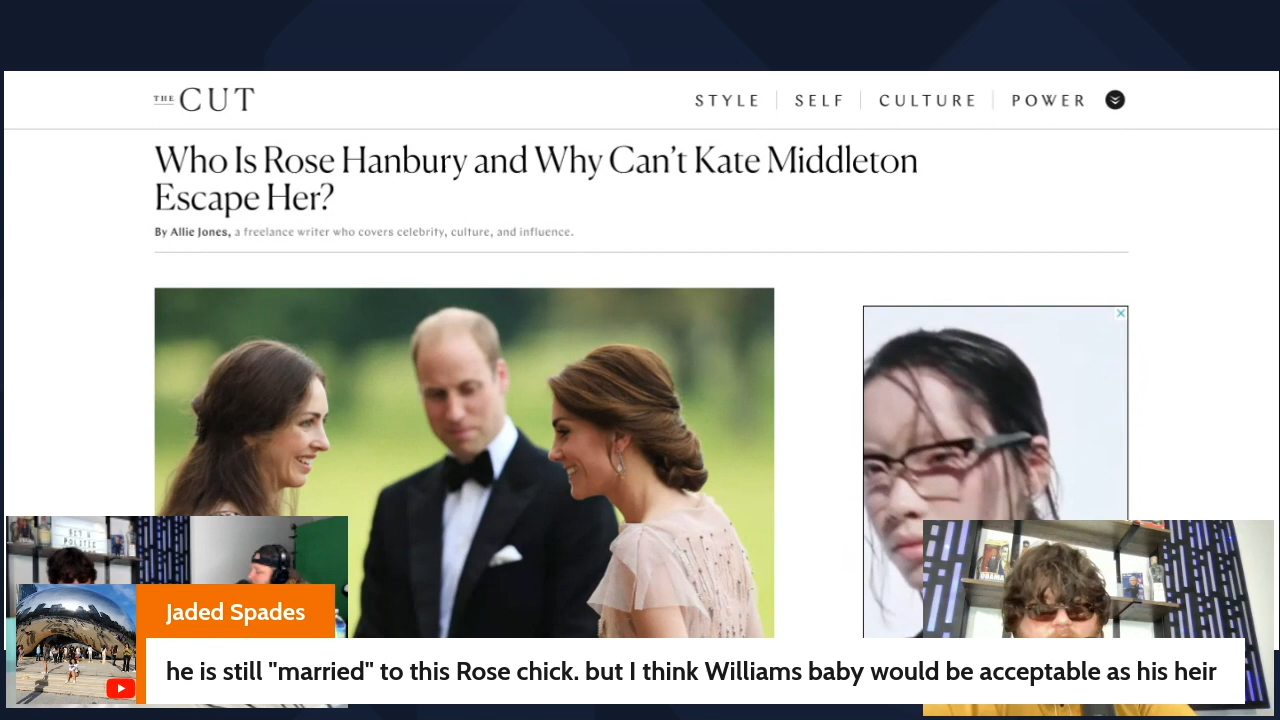 THE CUT
STYLE SELF CULTURE POWER
Who Is Rose Hanbury and Why Can't Kate Middleton
Escape Her?
By Allie Jones, a freelance writer who covers celebrity, culture, and influence.
Jaded Spades
he is still "married" to this Rose chick. but I think Williams baby would be acceptable as his heir